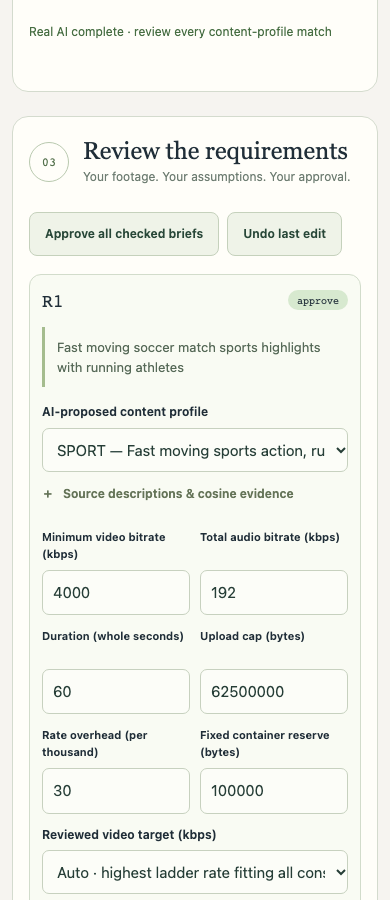 Real AI complete · review every content-profile match
03
Review the requirements
Your footage. Your assumptions. Your approval.
Approve all checked briefs
Undo last edit
R1
approve
Fast moving soccer match sports highlights
with running athletes
AI-proposed content profile
SPORT — Fast moving sports action, ru
+ Source descriptions & cosine evidence
Minimum video bitrate
(kbps)
Total audio bitrate (kbps)
4000
192
Duration (whole seconds)
Upload cap (bytes)
60
62500000
Rate overhead (per
thousand)
Fixed container reserve
(bytes)
30
100000
Reviewed video target (kbps)
Auto · highest ladder rate fitting all cons